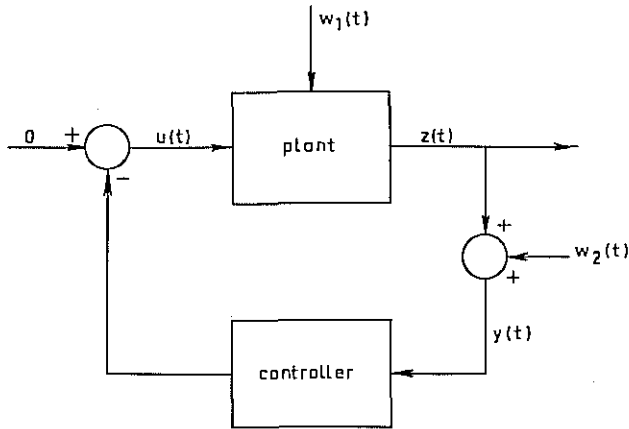 w₁(t)
0
+
u(t)
plant
z(t)
−
+
w₂(t)
+
y(t)
controller